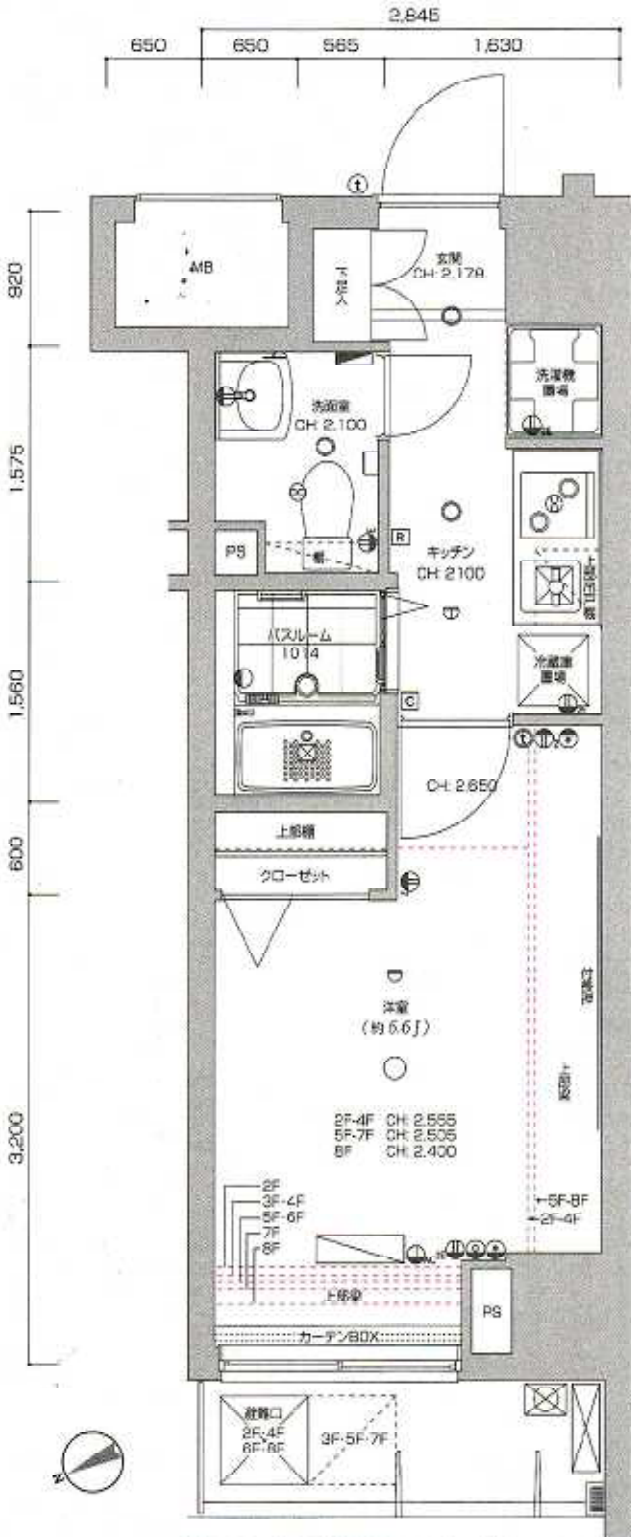 2,845
650
650
565
1,630
t
920
MB
下足入
玄関
CH: 2.178
洗濯機
置場
1,575
洗面室
CH: 2.100
PS
棚
R
キッチン
CH: 2100
冷蔵庫
置場
1,560
バスルーム
1014
C
t
CH: 2.650
600
上部棚
クローゼット
洋室
(約6.6J)
2F-4F CH: 2.555
5F-7F CH: 2.505
8F CH: 2.400
3,200
上部梁
5F-8F
2F-4F
2F
3F-4F
5F-6F
7F
8F
上部梁
カーテンBOX
PS
避難口
2F・4F
6F・8F
3F・5F・7F
N